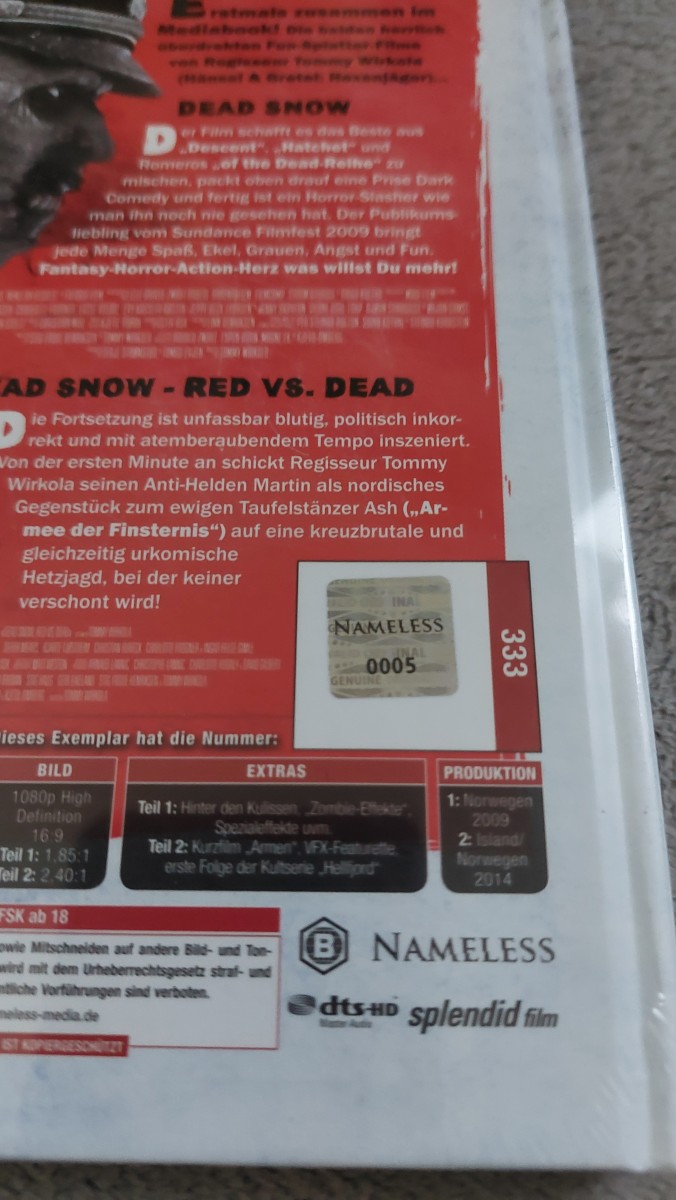 Erstmals zusammen im
Mediabook! Die beiden herrlich
überdrehten Fun-Splatter-Filme
von Regisseur Tommy Wirkola
(Hänsel & Gretel: Hexenjäger)...
DEAD SNOW
Der Film schafft es das Beste aus
„Descent“, „Hatchet“ und
Romeros „of the Dead-Reihe“ zu
mischen, packt oben drauf eine Prise Dark
Comedy und fertig ist ein Horror-Slasher wie
man ihn noch nie gesehen hat. Der Publikums-
liebling vom Sundance Filmfest 2009 bringt
jede Menge Spaß, Ekel, Grauen, Angst und Fun.
Fantasy-Horror-Action-Herz was willst Du mehr!
AD SNOW - RED VS. DEAD
Die Fortsetzung ist unfassbar blutig, politisch inkor-
rekt und mit atemberaubendem Tempo inszeniert.
Von der ersten Minute an schickt Regisseur Tommy
Wirkola seinen Anti-Helden Martin als nordisches
Gegenstück zum ewigen Taufelstänzer Ash („Ar-
mee der Finsternis“) auf eine kreuzbrutale und
gleichzeitig urkomische
Hetzjagd, bei der keiner
verschont wird!
NAMELESS
0005
GENUINE
333
ieses Exemplar hat die Nummer:
BILD
1080p High
Definition
16:9
Teil 1: 1,85:1
Teil 2: 2,40:1
EXTRAS
Teil 1: Hinter den Kulissen, „Zombie-Effekte“,
Spezialeffekte uvm.
Teil 2: Kurzfilm „Armen“, VFX-Featurette,
erste Folge der Kultserie „Hellfjord“
PRODUKTION
1: Norwegen
2009
2: Island/
Norwegen
2014
FSK ab 18
owie Mitschneiden auf andere Bild- und Ton-
wird mit dem Urheberrechtsgesetz straf- und
ntliche Vorführungen sind verboten.
neless-media.de
IST KOPIERGESCHÜTZT
B NAMELESS
dts-HD
Master Audio
splendid film